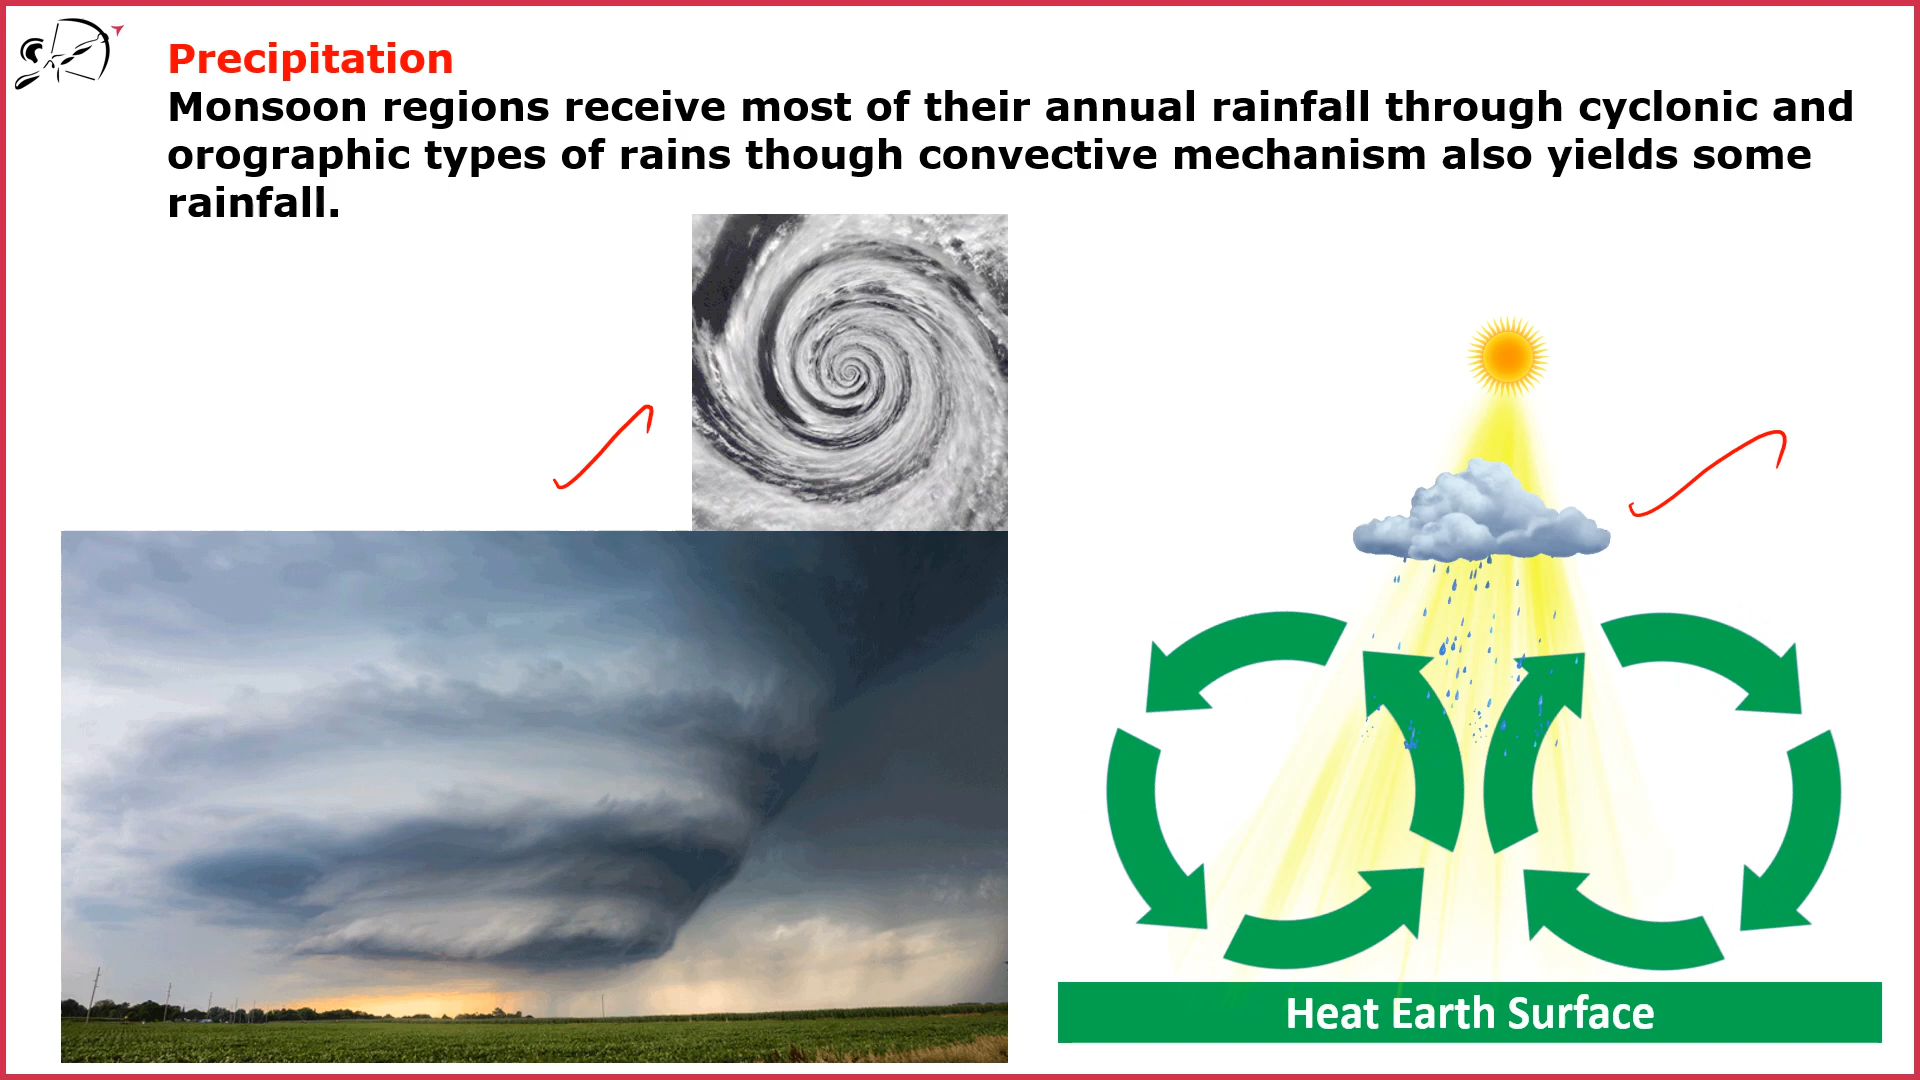 Precipitation
Monsoon regions receive most of their annual rainfall through cyclonic and
orographic types of rains though convective mechanism also yields some
rainfall.
Heat Earth Surface